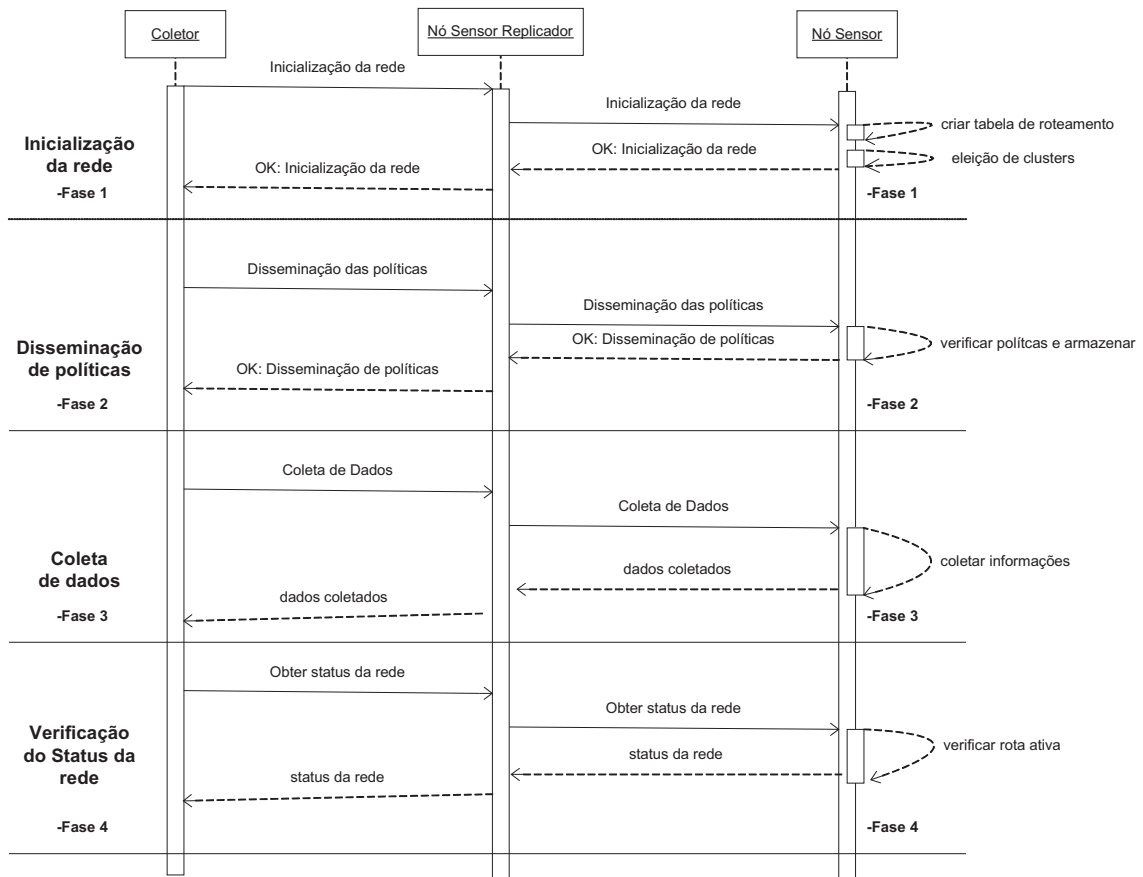 Coletor
Nó Sensor Replicador
Nó Sensor
Inicialização da rede
Inicialização da rede
criar tabela de roteamento
Inicialização
da rede
-Fase 1
OK: Inicialização da rede
OK: Inicialização da rede
eleição de clusters
-Fase 1
Disseminação das políticas
Disseminação das políticas
OK: Disseminação de políticas
verificar polítcas e armazenar
Disseminação
de políticas
-Fase 2
OK: Disseminação de políticas
-Fase 2
Coleta de Dados
Coleta de Dados
Coleta
de dados
-Fase 3
coletar informações
dados coletados
dados coletados
-Fase 3
Obter status da rede
Obter status da rede
Verificação
do Status da
rede
-Fase 4
verificar rota ativa
status da rede
status da rede
-Fase 4